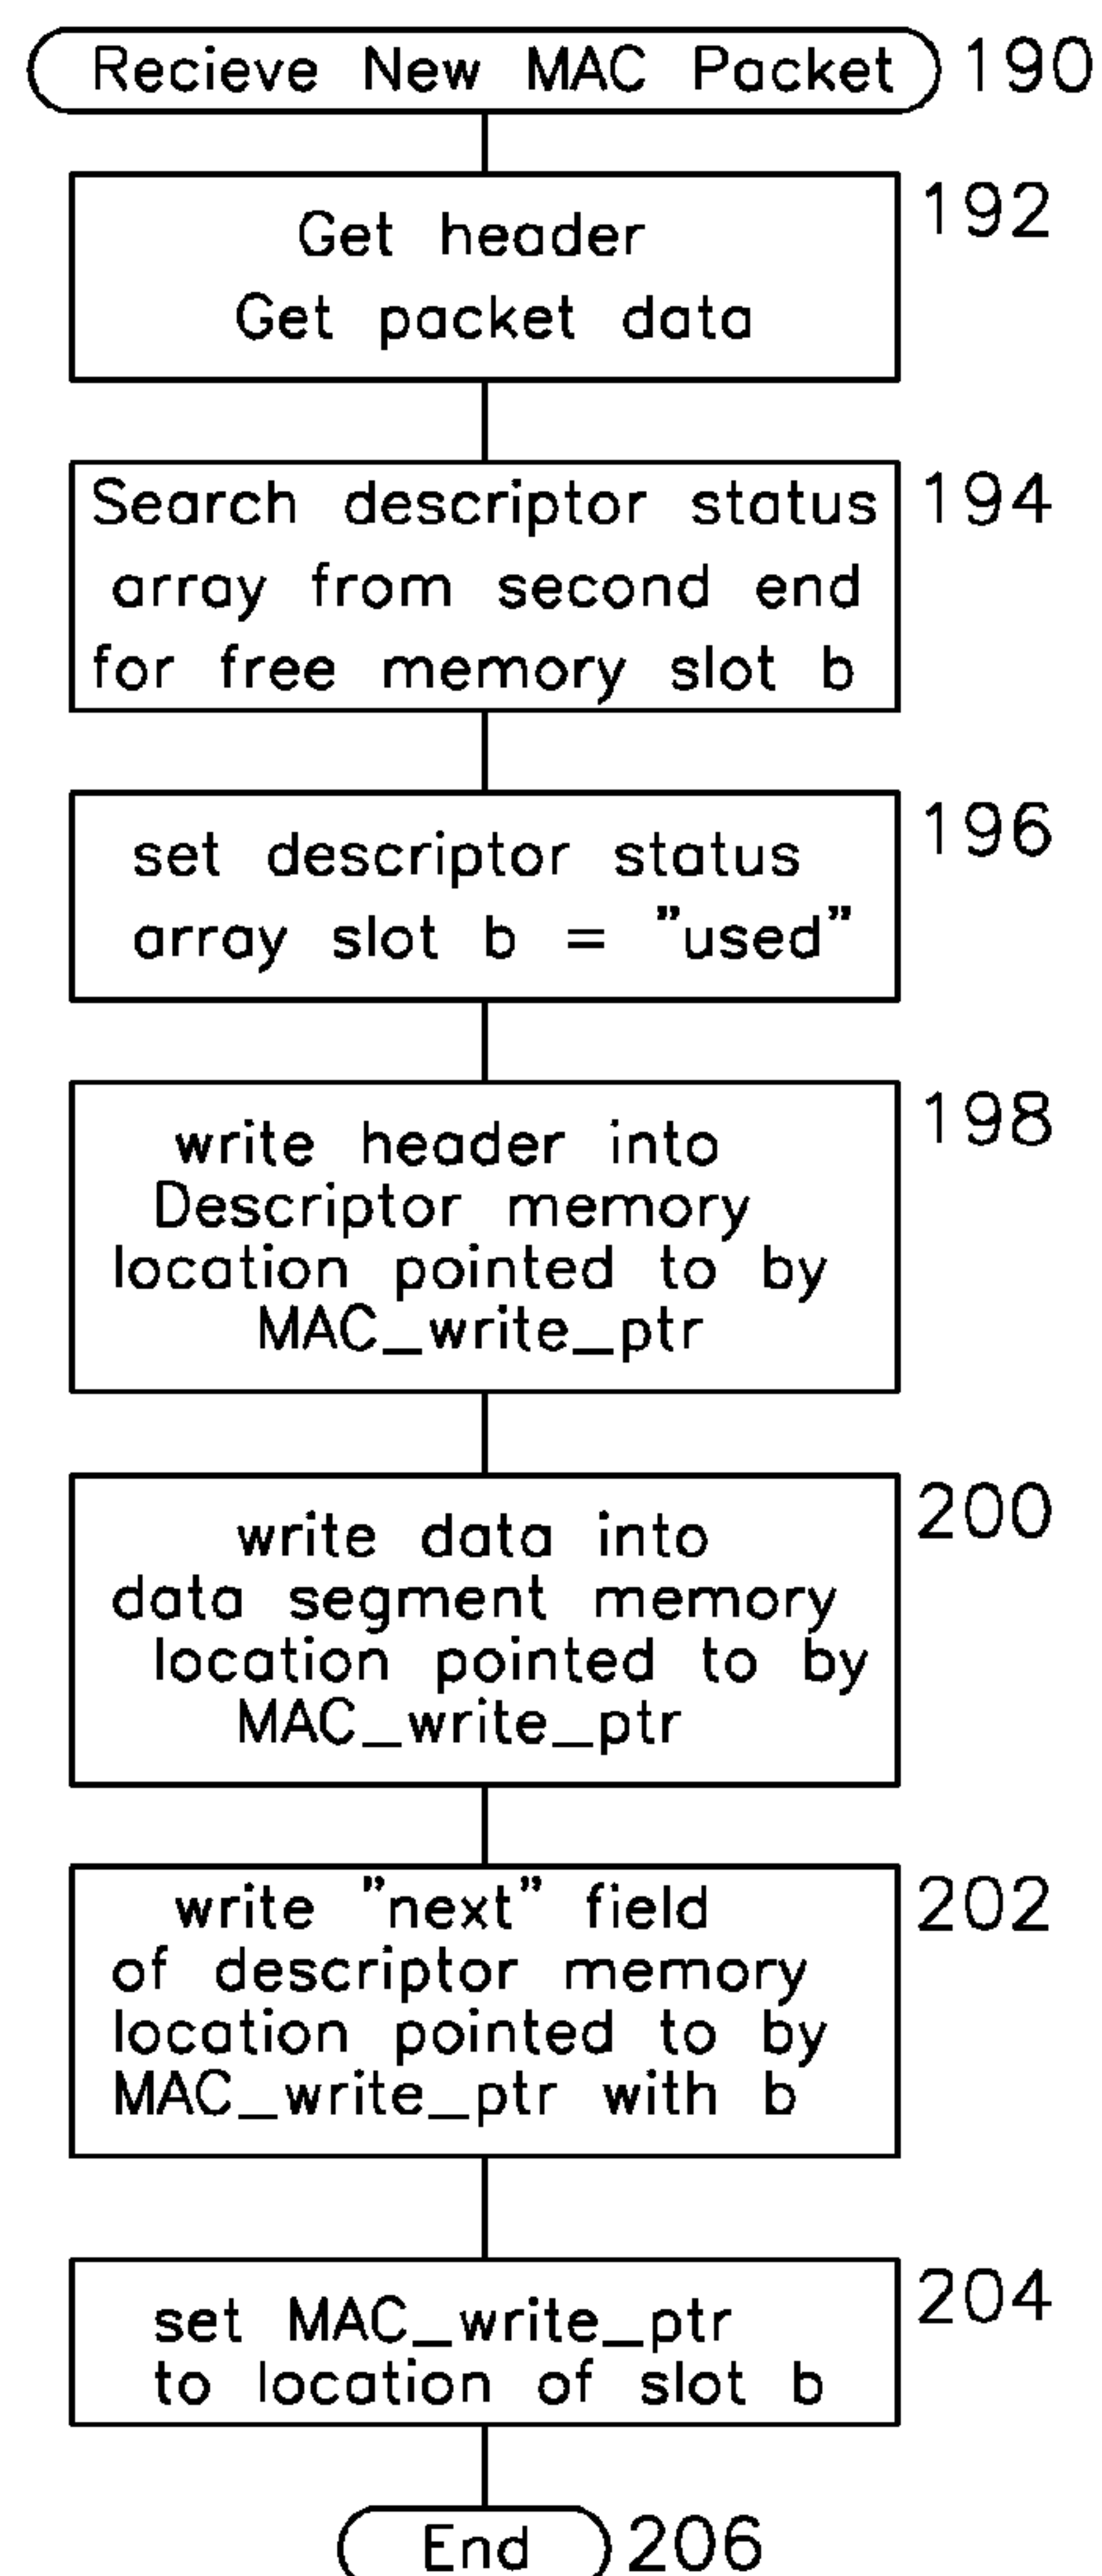 Recieve New MAC Packet 190
192
Get header
Get packet data
194
Search descriptor status
array from second end
for free memory slot b
196
set descriptor status
array slot b = "used"
198
write header into
Descriptor memory
location pointed to by
MAC_write_ptr
200
write data into
data segment memory
location pointed to by
MAC_write_ptr
202
write "next" field
of descriptor memory
location pointed to by
MAC_write_ptr with b
204
set MAC_write_ptr
to location of slot b
End 206